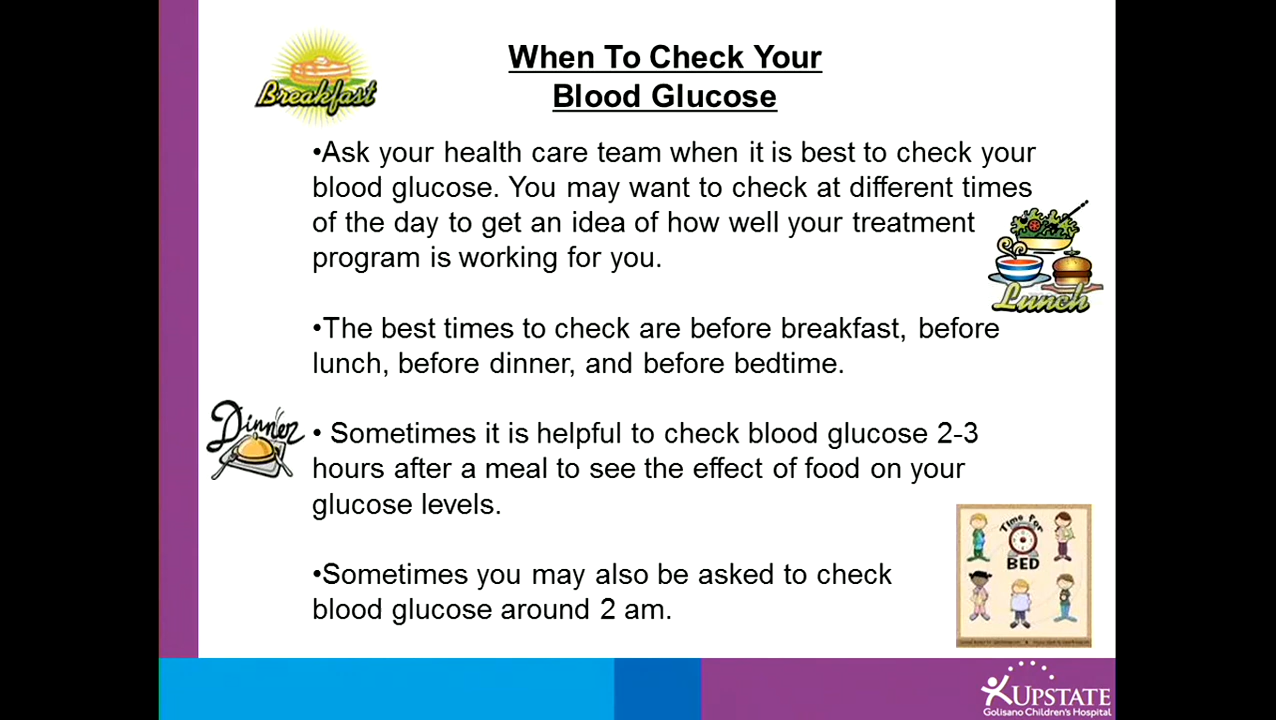 Breakfast
When To Check Your
Blood Glucose
•Ask your health care team when it is best to check your
blood glucose. You may want to check at different times
of the day to get an idea of how well your treatment
program is working for you.
Lunch
•The best times to check are before breakfast, before
lunch, before dinner, and before bedtime.
Dinner
• Sometimes it is helpful to check blood glucose 2-3
hours after a meal to see the effect of food on your
glucose levels.
Time for
BED
•Sometimes you may also be asked to check
blood glucose around 2 am.
UPSTATE
Golisano Children's Hospital